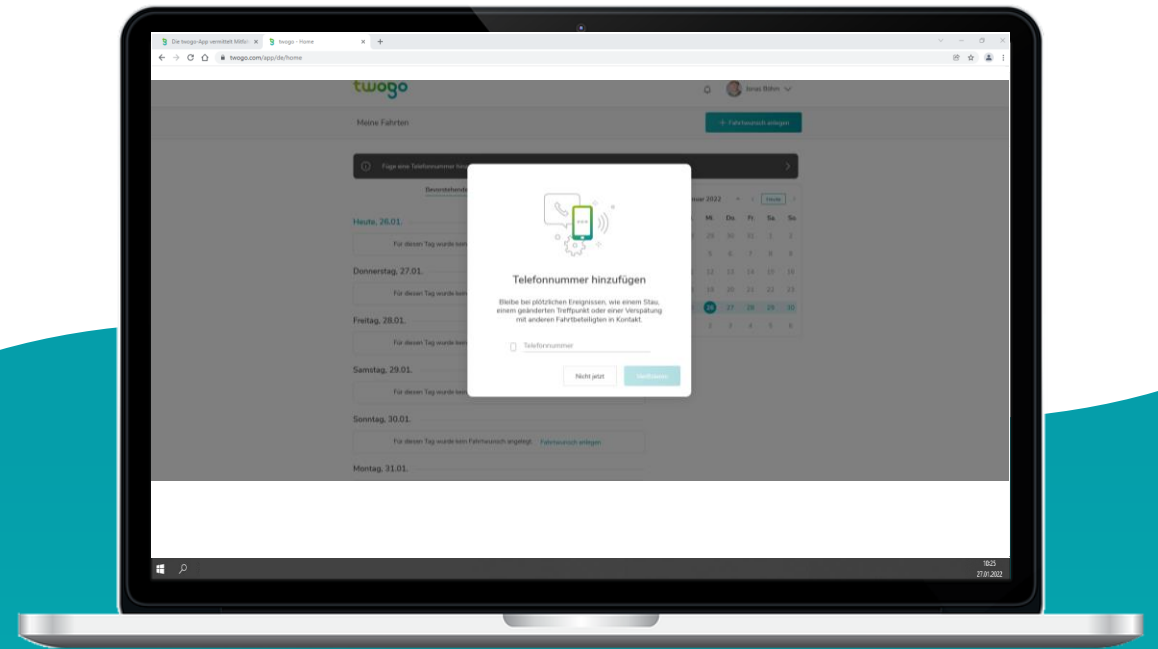 Die twogo-App vermittelt Mitfa
twogo - Home
twogo.com/app/de/home
twogo
Jonas Böhm
Meine Fahrten
+ Fahrtwunsch anlegen
Füge eine Telefonnummer hinzu
Bevorstehende
Januar 2022
Heute
Mi. Do. Fr. Sa. So.
Heute, 26.01.
29 30 31 1 2
Für diesen Tag wurde kein
5 6 7 8 9
Donnerstag, 27.01.
12 13 14 15 16
Für diesen Tag wurde kein
19 20 21 22 23
26 27 28 29 30
Freitag, 28.01.
2 3 4 5 6
Für diesen Tag wurde kein
Samstag, 29.01.
Für diesen Tag wurde kein
Sonntag, 30.01.
Für diesen Tag wurde kein Fahrtwunsch angelegt. Fahrtwunsch anlegen
Montag, 31.01.
Telefonnummer hinzufügen
Bleibe bei plötzlichen Ereignissen, wie einem Stau,
einem geänderten Treffpunkt oder einer Verspätung
mit anderen Fahrtbeteiligten in Kontakt.
Telefonnummer
Nicht jetzt
10:25
27.01.2022